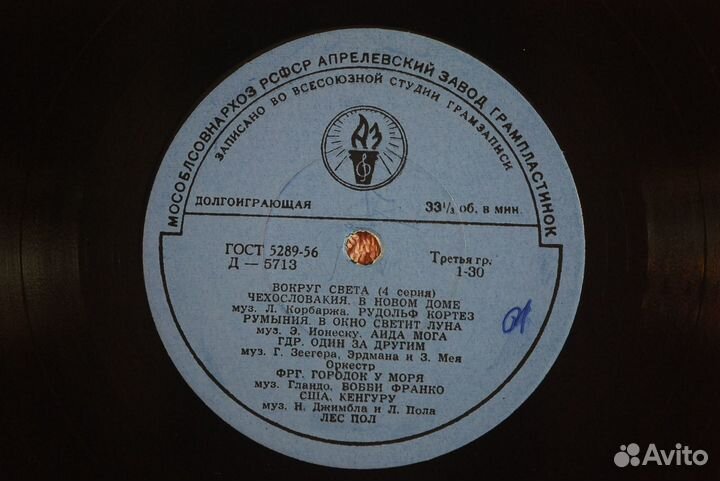 МОСОБЛСОВНАРХОЗ РСФСР АПРЕЛЕВСКИЙ ЗАВОД ГРАМПЛАСТИНОК
ЗАПИСАНО ВО ВСЕСОЮЗНОЙ СТУДИИ ГРАМЗАПИСИ
АЗ
ДОЛГОИГРАЮЩАЯ 33⅓ об. в мин.
ГОСТ 5289-56 Третья гр.
Д — 5713 1-30
ВОКРУГ СВЕТА (4 серия)
ЧЕХОСЛОВАКИЯ. В НОВОМ ДОМЕ
муз. Л. Корбаржа. РУДОЛЬФ КОРТЕЗ
РУМЫНИЯ. В ОКНО СВЕТИТ ЛУНА
муз. Э. Ионеску. АИДА МОГА
ГДР. ОДИН ЗА ДРУГИМ
муз. Г. Зеегера, Эрдмана и З. Мея
Оркестр
ФРГ. ГОРОДОК У МОРЯ
муз. Гландо. БОББИ ФРАНКО
США. КЕНГУРУ
муз. Н. Джимбла и Л. Пола
ЛЕС ПОЛ
Avito